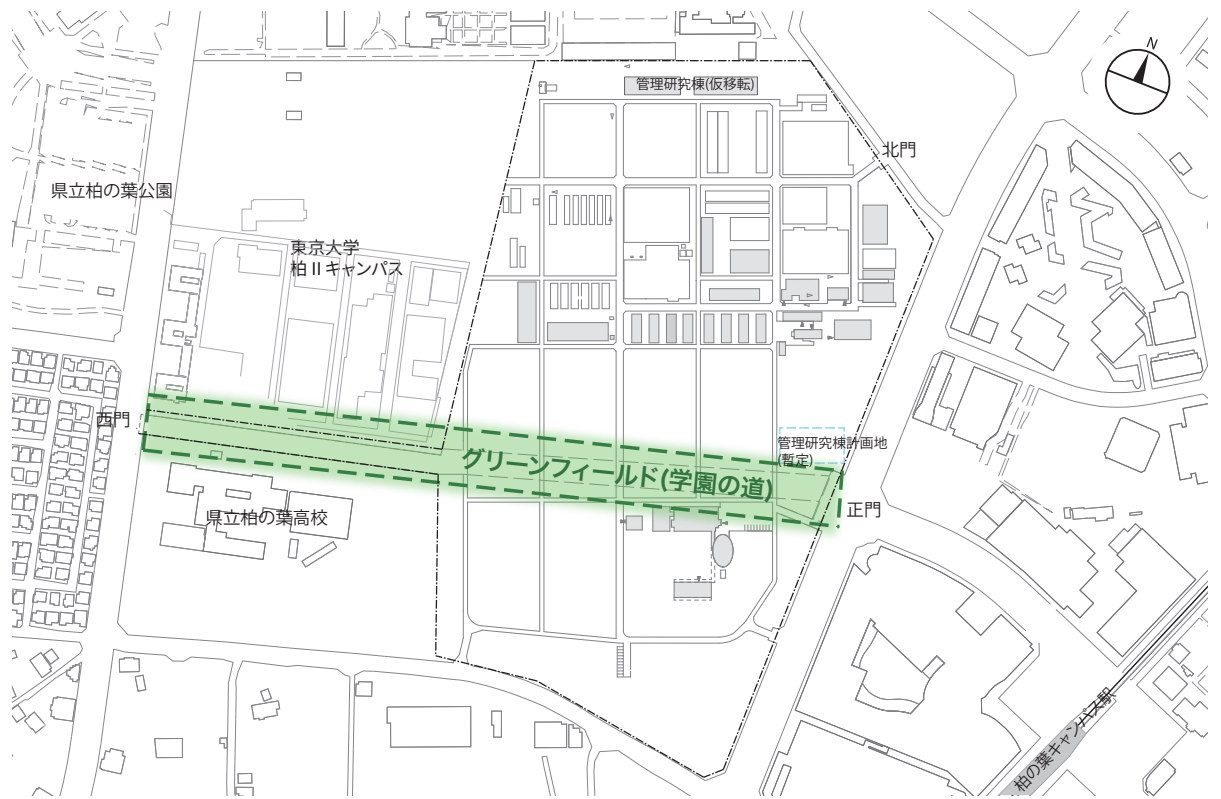 N
管理研究棟(仮移転)
北門
県立柏の葉公園
東京大学
柏Ⅱキャンパス
西門
管理研究棟計画地
(暫定)
グリーンフィールド(学園の道)
正門
県立柏の葉高校
柏の葉キャンパス駅